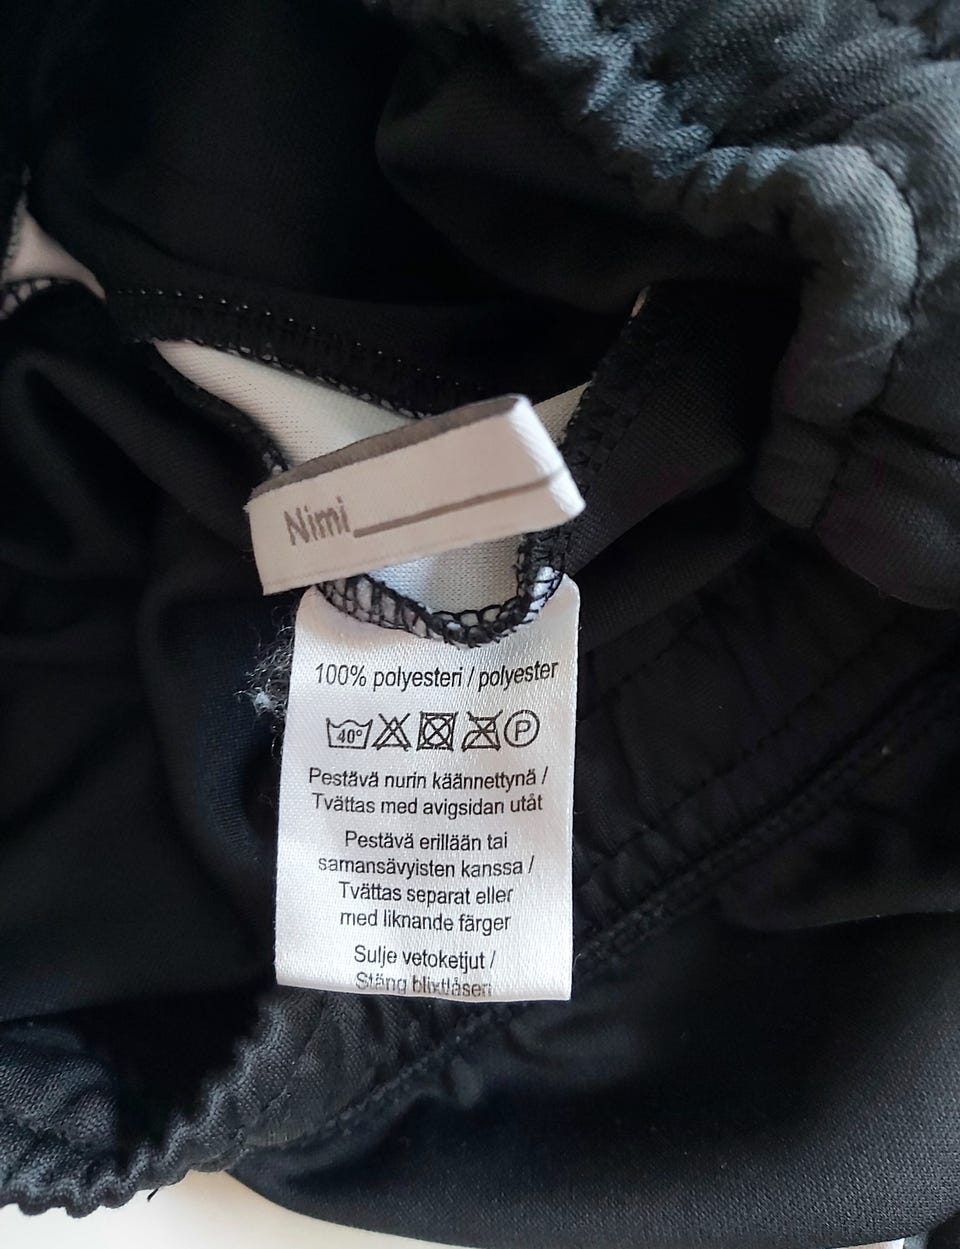 Nimi
100% polyesteri / polyester
40°
P
Pestävä nurin käännettynä /
Tvättas med avigsidan utåt
Pestävä erillään tai
samansävyisten kanssa /
Tvättas separat eller
med liknande färger
Sulje vetoketjut /
Stäng blixtlåsen